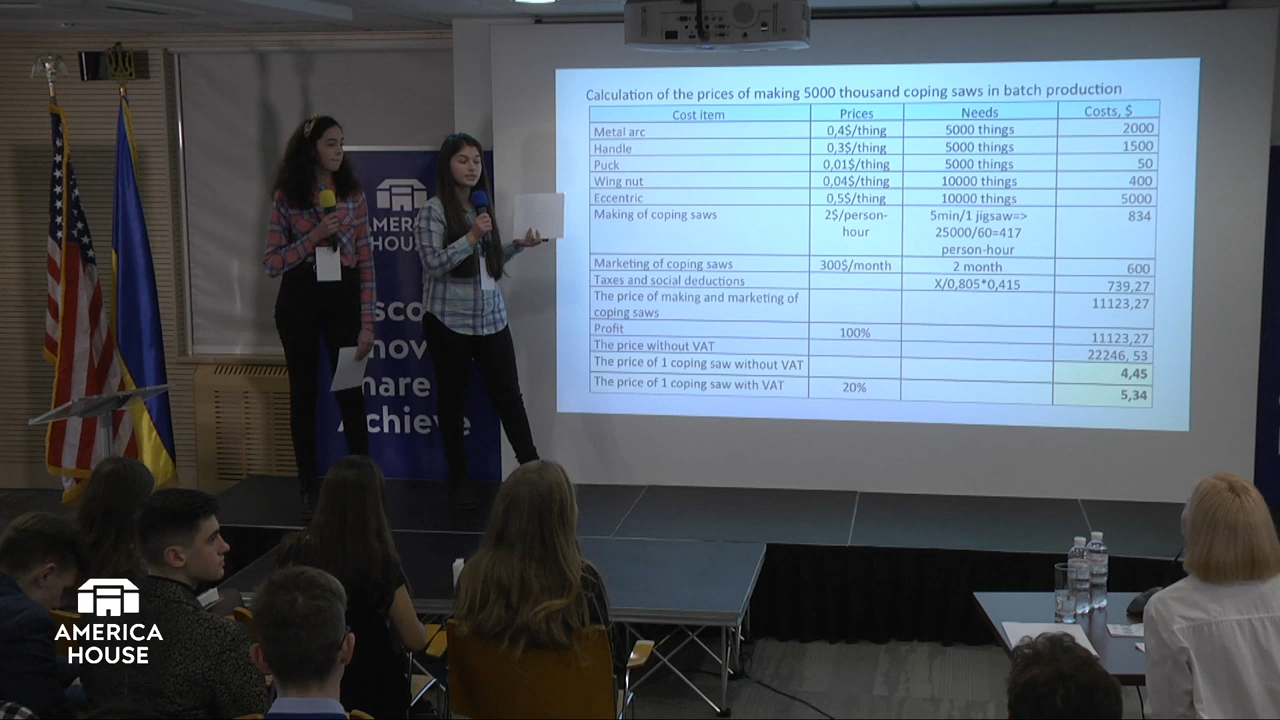 Calculation of the prices of making 5000 thousand coping saws in batch production
Cost item Prices Needs Costs, $
Metal arc 0,4$/thing 5000 things 2000
Handle 0,3$/thing 5000 things 1500
Puck 0,01$/thing 5000 things 50
Wing nut 0,04$/thing 10000 things 400
Eccentric 0,5$/thing 10000 things 5000
Making of coping saws 2$/person- 5min/1 jigsaw=> 834
hour 25000/60=417
person-hour
Marketing of coping saws 300$/month 2 month 600
Taxes and social deductions X/0,805*0,415 739,27
The price of making and marketing of 11123,27
coping saws
Profit 100% 11123,27
The price without VAT 22246, 53
The price of 1 coping saw without VAT 4,45
The price of 1 coping saw with VAT 20% 5,34
AMERI
HOUSE
sco
nov
hare
Achieve
AMERICA
HOUSE